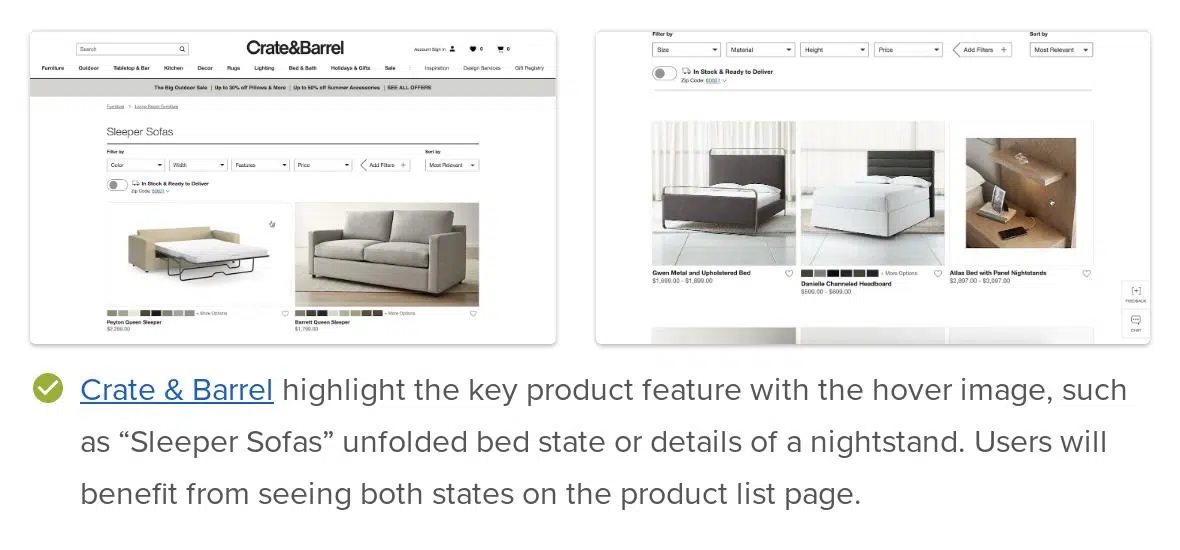 Search
Crate&Barrel
Account Sign In
0
0
Furniture
Outdoor
Tabletop & Bar
Kitchen
Decor
Rugs
Lighting
Bed & Bath
Holidays & Gifts
Sale
Inspiration
Design Services
Gift Registry
The Big Outdoor Sale | Up to 30% off Pillows & More | Up to 50% off Summer Accessories | SEE ALL OFFERS
Furniture > Living Room Furniture
Sleeper Sofas
Filter by
Sort by
Color
Width
Features
Price
Add Filters +
Most Relevant
In Stock & Ready to Deliver
Zip Code: 60601
+ More Options
+ More Options
Peyton Queen Sleeper
Barrett Queen Sleeper
$2,299.00
$1,799.00
Filter by
Sort by
Size
Material
Height
Price
Add Filters +
Most Relevant
In Stock & Ready to Deliver
Zip Code: 60601
Gwen Metal and Upholstered Bed
$1,699.00 - $1,899.00
+ More Options
Danielle Channeled Headboard
$599.00 - $699.00
Atlas Bed with Panel Nightstands
$2,897.00 - $3,097.00
FEEDBACK
CHAT
Crate & Barrel highlight the key product feature with the hover image, such
as “Sleeper Sofas” unfolded bed state or details of a nightstand. Users will
benefit from seeing both states on the product list page.